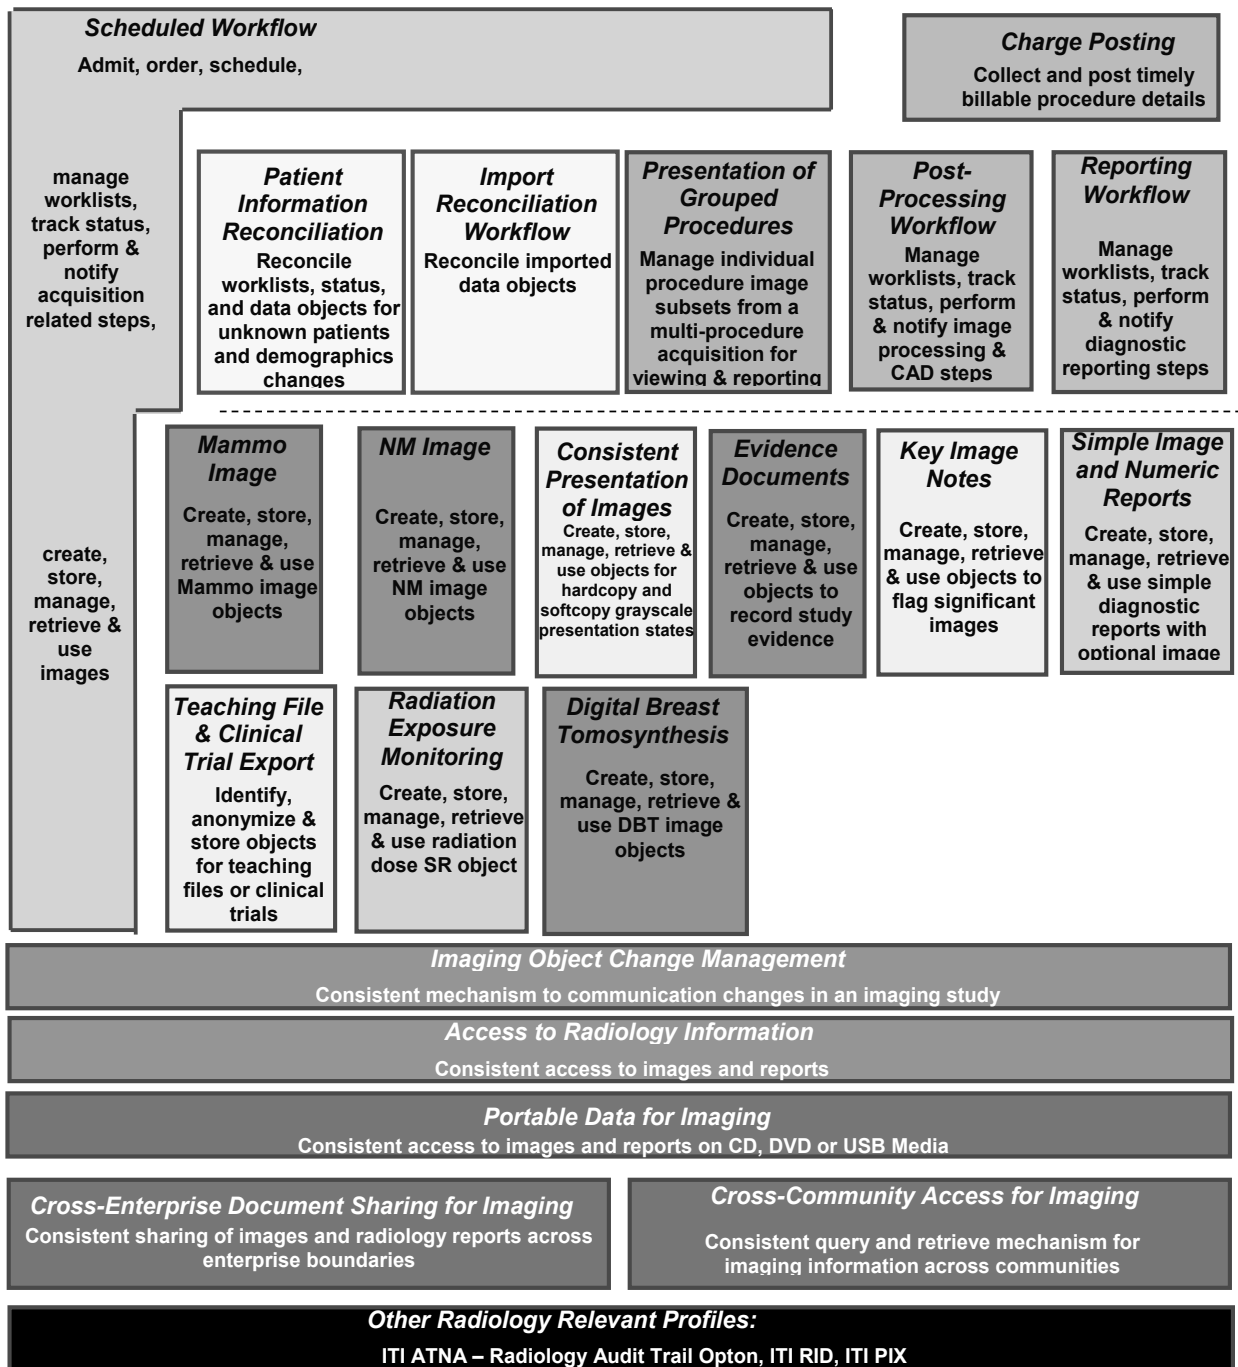 Scheduled Workflow
Admit, order, schedule,
Charge Posting
Collect and post timely
billable procedure details
manage
worklists,
track status,
perform &
notify
acquisition
related steps,
Patient
Information
Reconciliation
Reconcile
worklists, status,
and data objects for
unknown patients
and demographics
changes
Import
Reconciliation
Workflow
Reconcile imported
data objects
Presentation of
Grouped
Procedures
Manage individual
procedure image
subsets from a
multi-procedure
acquisition for
viewing & reporting
Post-
Processing
Workflow
Manage
worklists, track
status, perform
& notify image
processing &
CAD steps
Reporting
Workflow
Manage
worklists, track
status, perform
& notify
diagnostic
reporting steps
create,
store,
manage,
retrieve &
use
images
Mammo
Image
Create, store,
manage,
retrieve & use
Mammo image
objects
NM Image
Create, store,
manage,
retrieve & use
NM image
objects
Consistent
Presentation
of Images
Create, store,
manage, retrieve &
use objects for
hardcopy and
softcopy grayscale
presentation states
Evidence
Documents
Create, store,
manage,
retrieve & use
objects to
record study
evidence
Key Image
Notes
Create, store,
manage, retrieve
& use objects to
flag significant
images
Simple Image
and Numeric
Reports
Create, store,
manage, retrieve
& use simple
diagnostic
reports with
optional image
Teaching File
& Clinical
Trial Export
Identify,
anonymize &
store objects
for teaching
files or clinical
trials
Radiation
Exposure
Monitoring
Create, store,
manage, retrieve
& use radiation
dose SR object
Digital Breast
Tomosynthesis
Create, store,
manage, retrieve &
use DBT image
objects
Imaging Object Change Management
Consistent mechanism to communication changes in an imaging study
Access to Radiology Information
Consistent access to images and reports
Portable Data for Imaging
Consistent access to images and reports on CD, DVD or USB Media
Cross-Enterprise Document Sharing for Imaging
Consistent sharing of images and radiology reports across
enterprise boundaries
Cross-Community Access for Imaging
Consistent query and retrieve mechanism for
imaging information across communities
Other Radiology Relevant Profiles:
ITI ATNA – Radiology Audit Trail Opton, ITI RID, ITI PIX